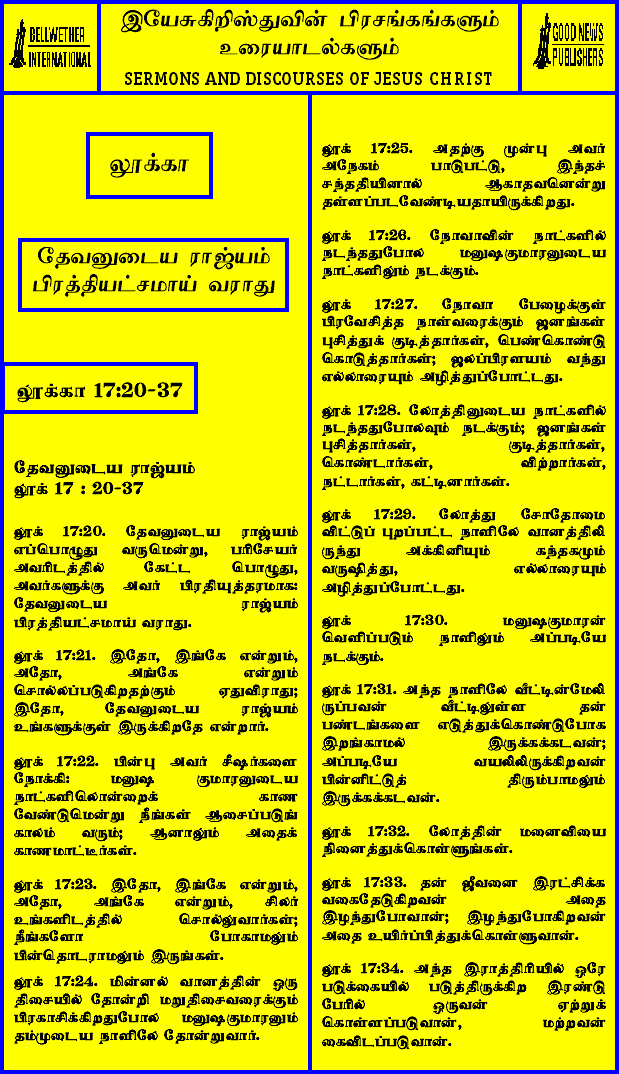 BELLWETHER
INTERNATIONAL
இயேசுகிறிஸ்துவின் பிரசங்கங்களும்
உரையாடல்களும்
SERMONS AND DISCOURSES OF JESUS CHRIST
GOOD NEWS
PUBLISHERS
லூக்கா
தேவனுடைய ராஜ்யம்
பிரத்தியட்சமாய் வராது
லூக்கா 17:20-37
தேவனுடைய ராஜ்யம்
லூக் 17 : 20-37
லூக் 17:20. தேவனுடைய ராஜ்யம்
எப்பொழுது வருமென்று, பரிசேயர்
அவரிடத்தில் கேட்ட பொழுது,
அவர்களுக்கு அவர் பிரதியுத்தரமாக:
தேவனுடைய ராஜ்யம்
பிரத்தியட்சமாய் வராது.
லூக் 17:21. இதோ, இங்கே என்றும்,
அதோ, அங்கே என்றும்
சொல்லப்படுகிறதற்கும் ஏதுவிராது;
இதோ, தேவனுடைய ராஜ்யம்
உங்களுக்குள் இருக்கிறதே என்றார்.
லூக் 17:22. பின்பு அவர் சீஷர்களை
நோக்கி: மனுஷ குமாரனுடைய
நாட்களிலொன்றைக் காண
வேண்டுமென்று நீங்கள் ஆசைப்படுங்
காலம் வரும்; ஆனாலும் அதைக்
காணமாட்டீர்கள்.
லூக் 17:23. இதோ, இங்கே என்றும்,
அதோ, அங்கே என்றும், சிலர்
உங்களிடத்தில் சொல்லுவார்கள்;
நீங்களோ போகாமலும்
பின்தொடராமலும் இருங்கள்.
லூக் 17:24. மின்னல் வானத்தின் ஒரு
திசையில் தோன்றி மறுதிசைவரைக்கும்
பிரகாசிக்கிறதுபோல் மனுஷகுமாரனும்
தம்முடைய நாளிலே தோன்றுவார்.
லூக் 17:25. அதற்கு முன்பு அவர்
அநேகம் பாடுபட்டு, இந்தச்
சந்ததியினால் ஆகாதவனென்று
தள்ளப்படவேண்டியதாயிருக்கிறது.
லூக் 17:26. நோவாவின் நாட்களில்
நடந்ததுபோல மனுஷகுமாரனுடைய
நாட்களிலும் நடக்கும்.
லூக் 17:27. நோவா பேழைக்குள்
பிரவேசித்த நாள்வரைக்கும் ஜனங்கள்
புசித்துக் குடித்தார்கள், பெண்கொண்டு
கொடுத்தார்கள்; ஜலப்பிரளயம் வந்து
எல்லாரையும் அழித்துப்போட்டது.
லூக் 17:28. லோத்தினுடைய நாட்களில்
நடந்ததுபோலவும் நடக்கும்; ஜனங்கள்
புசித்தார்கள், குடித்தார்கள்,
கொண்டார்கள், விற்றார்கள்,
நட்டார்கள், கட்டினார்கள்.
லூக் 17:29. லோத்து சோதோமை
விட்டுப் புறப்பட்ட நாளிலே வானத்திலி
ருந்து அக்கினியும் கந்தகமும்
வருஷித்து, எல்லாரையும்
அழித்துப்போட்டது.
லூக் 17:30. மனுஷகுமாரன்
வெளிப்படும் நாளிலும் அப்படியே
நடக்கும்.
லூக் 17:31. அந்த நாளிலே வீட்டின்மேலி
ருப்பவன் வீட்டிலுள்ள தன்
பண்டங்களை எடுத்துக்கொண்டுபோக
இறங்காமல் இருக்கக்கடவன்;
அப்படியே வயலிலிருக்கிறவன்
பின்னிட்டுத் திரும்பாமலும்
இருக்கக்கடவன்.
லூக் 17:32. லோத்தின் மனைவியை
நினைத்துக்கொள்ளுங்கள்.
லூக் 17:33. தன் ஜீவனை இரட்சிக்க
வகைதேடுகிறவன் அதை
இழந்துபோவான்; இழந்துபோகிறவன்
அதை உயிர்ப்பித்துக்கொள்ளுவான்.
லூக் 17:34. அந்த இராத்திரியில் ஒரே
படுக்கையில் படுத்திருக்கிற இரண்டு
பேரில் ஒருவன் ஏற்றுக்
கொள்ளப்படுவான், மற்றவன்
கைவிடப்படுவான்.